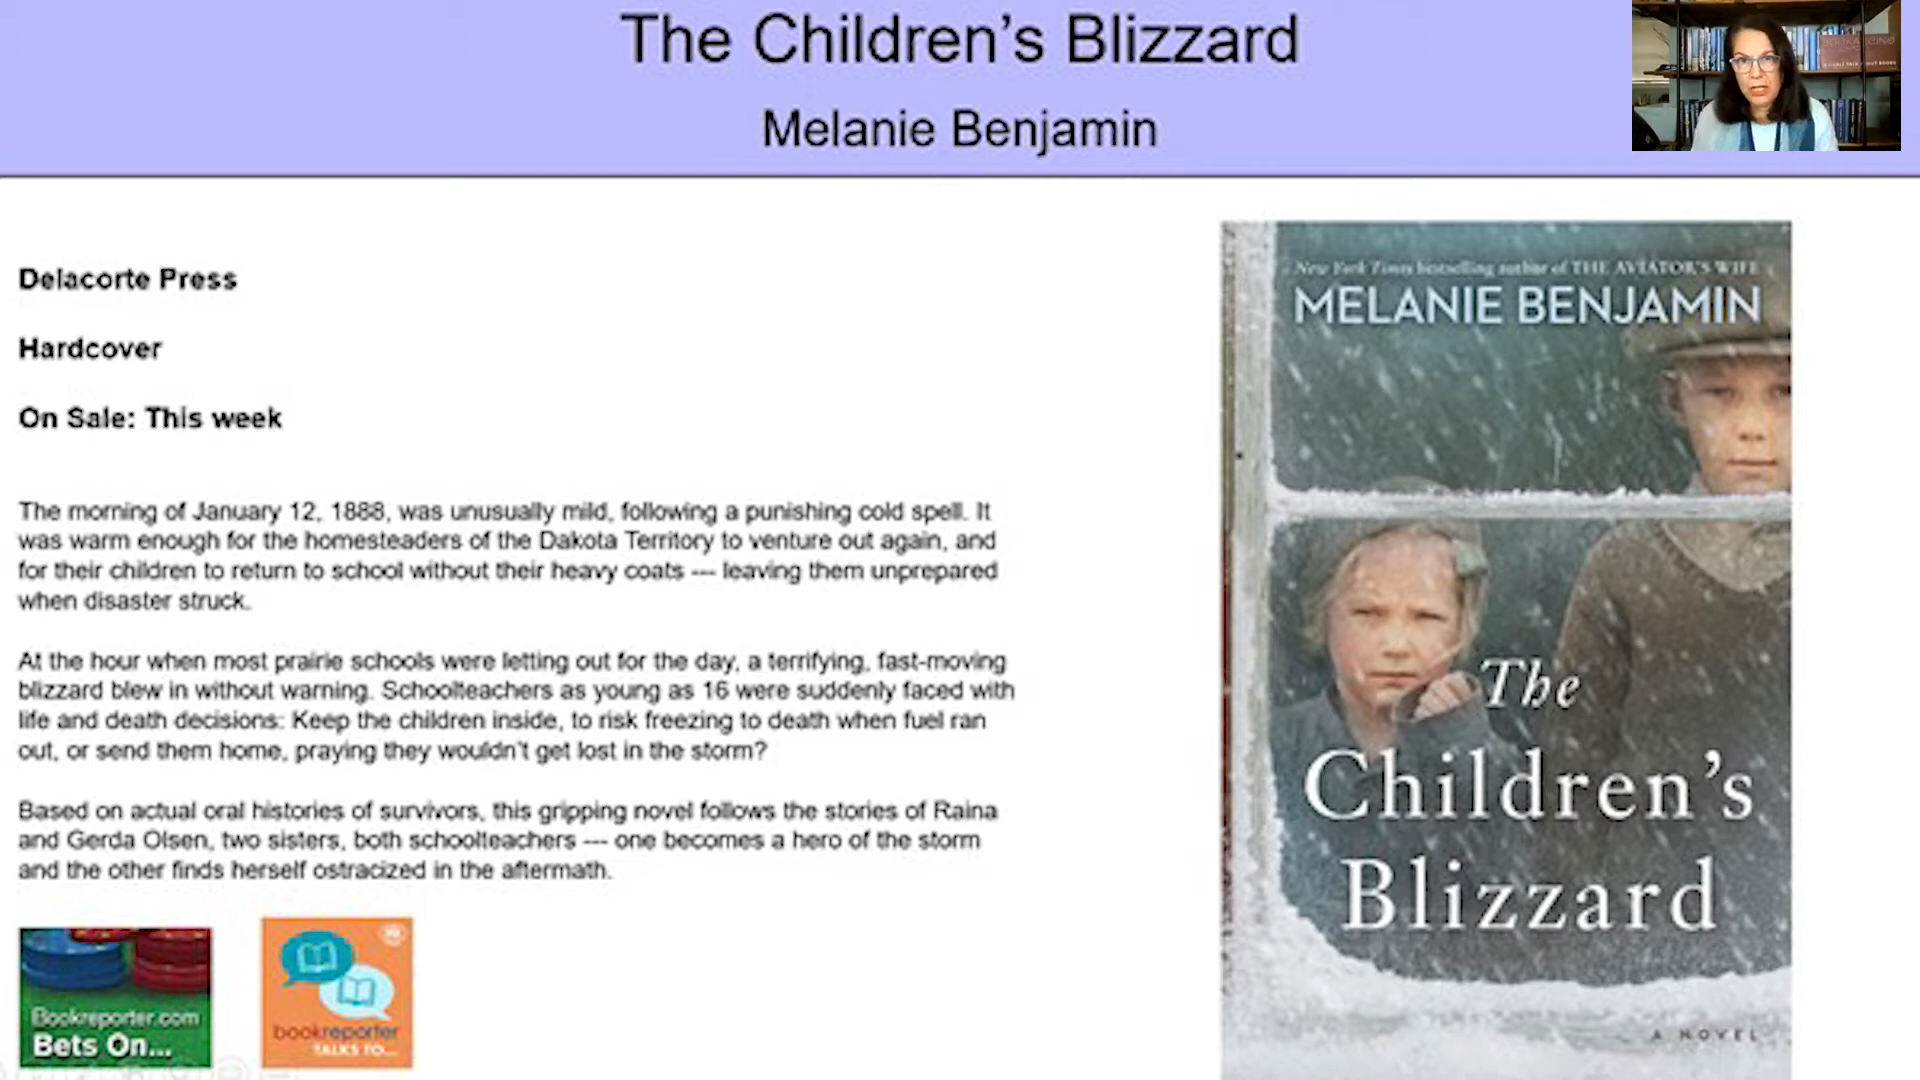 The Children's Blizzard
Melanie Benjamin
Delacorte Press
Hardcover
On Sale: This week
The morning of January 12, 1888, was unusually mild, following a punishing cold spell. It
was warm enough for the homesteaders of the Dakota Territory to venture out again, and
for their children to return to school without their heavy coats --- leaving them unprepared
when disaster struck.
At the hour when most prairie schools were letting out for the day, a terrifying, fast-moving
blizzard blew in without warning. Schoolteachers as young as 16 were suddenly faced with
life and death decisions: Keep the children inside, to risk freezing to death when fuel ran
out, or send them home, praying they wouldn't get lost in the storm?
Based on actual oral histories of survivors, this gripping novel follows the stories of Raina
and Gerda Olsen, two sisters, both schoolteachers --- one becomes a hero of the storm
and the other finds herself ostracized in the aftermath.
Bookreporter.com
Bets On...
bookreporter
TALKS TO...
New York Times bestselling author of THE AVIATOR'S WIFE
MELANIE BENJAMIN
The
Children's
Blizzard
A NOVEL